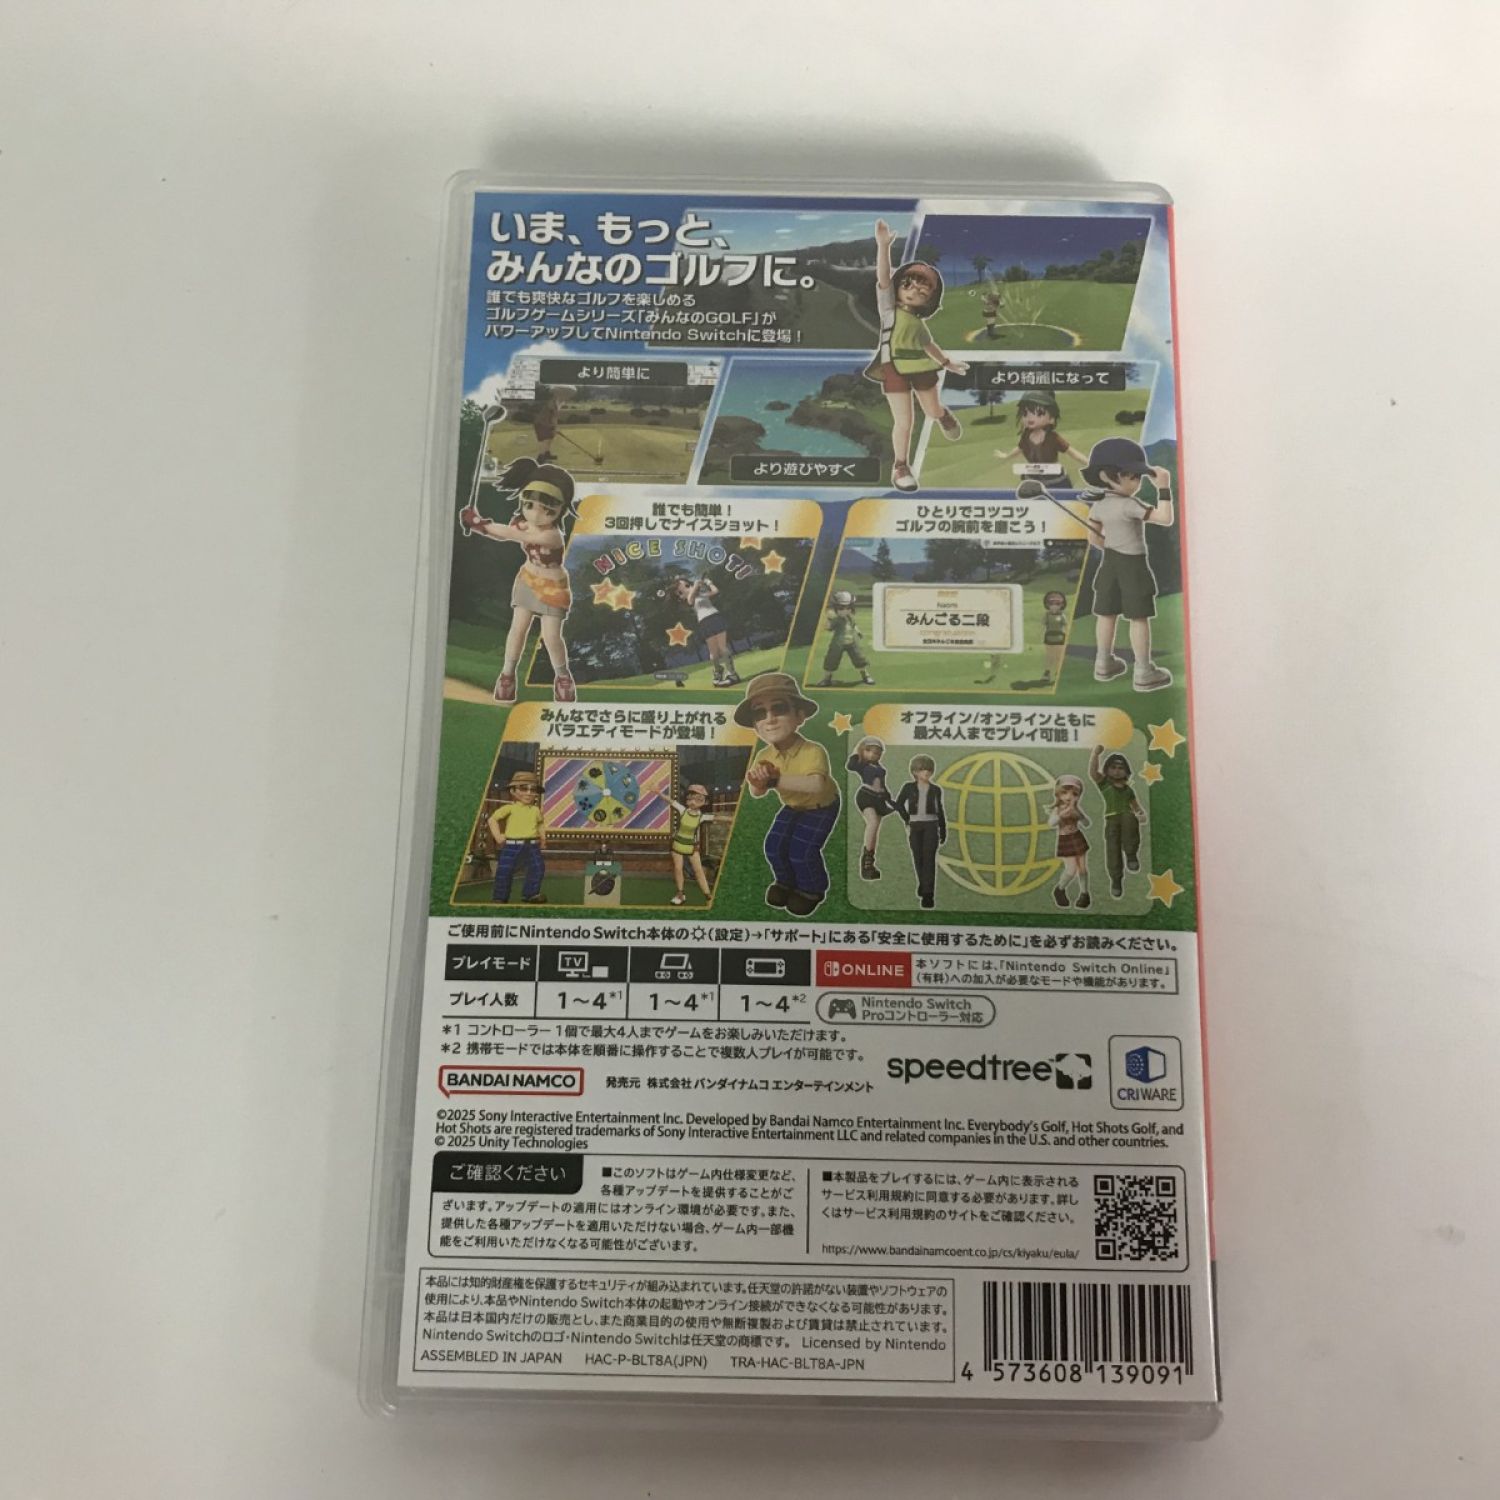 いま、もっと、
みんなのゴルフに。
誰でも爽快なゴルフを楽しめる
ゴルフゲームシリーズ「みんなのGOLF」が
パワーアップしてNintendo Switchに登場！
より簡単に
より遊びやすく
より綺麗になって
誰でも簡単！
3回押しでナイスショット！
NICE SHOT!
ひとりでコツコツ
ゴルフの腕前を磨こう！
Naomi
みんごる二段
みんなでさらに盛り上がれる
バラエティモードが登場！
オフライン/オンラインともに
最大4人までプレイ可能！
ご使用前にNintendo Switch本体の(設定)→「サポート」にある「安全に使用するために」を必ずお読みください。
プレイモード TV
プレイ人数 1～4*1 1～4*1 1～4*2
ONLINE
本ソフトには、「Nintendo Switch Online」
(有料)への加入が必要なモードや機能があります。
Nintendo Switch
Proコントローラー対応
*1 コントローラー1個で最大4人までゲームをお楽しみいただけます。
*2 携帯モードでは本体を順番に操作することで複数人プレイが可能です。
BANDAI NAMCO
発売元 株式会社バンダイナムコエンターテインメント
speedtree
CRIWARE
©2025 Sony Interactive Entertainment Inc. Developed by Bandai Namco Entertainment Inc. Everybody's Golf, Hot Shots Golf, and
Hot Shots are registered trademarks of Sony Interactive Entertainment LLC and related companies in the U.S. and other countries.
© 2025 Unity Technologies
ご確認ください
■このソフトはゲーム内仕様変更など、
各種アップデートを提供することがご
ざいます。アップデートの適用にはオンライン環境が必要です。また、
提供した各種アップデートを適用いただけない場合、ゲーム内一部機
能をご利用いただけなくなる可能性がございます。
■本製品をプレイするには、ゲーム内に表示される
サービス利用規約に同意する必要があります。詳し
くはサービス利用規約のサイトをご確認ください。
https://www.bandainamcoent.co.jp/cs/kiyaku/eula/
本品には知的財産権を保護するセキュリティが組み込まれています。任天堂の許諾がない装置やソフトウェアの
使用により、本品やNintendo Switch本体の起動やオンライン接続ができなくなる可能性があります。
本品は日本国内だけの販売とし、また商業目的の使用や無断複製および賃貸は禁止されています。
Nintendo Switchのロゴ・Nintendo Switchは任天堂の商標です。 Licensed by Nintendo
ASSEMBLED IN JAPAN HAC-P-BLT8A(JPN) TRA-HAC-BLT8A-JPN
4 573608 139091